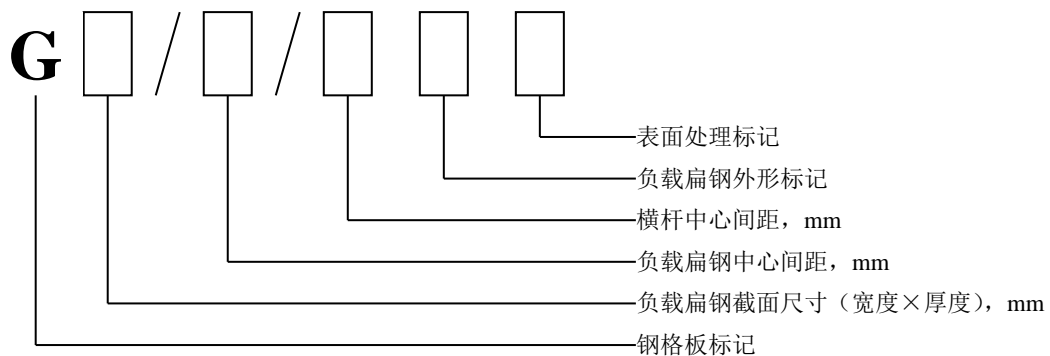 G / /
表面处理标记
负载扁钢外形标记
横杆中心间距，mm
负载扁钢中心间距，mm
负载扁钢截面尺寸（宽度×厚度），mm
钢格板标记